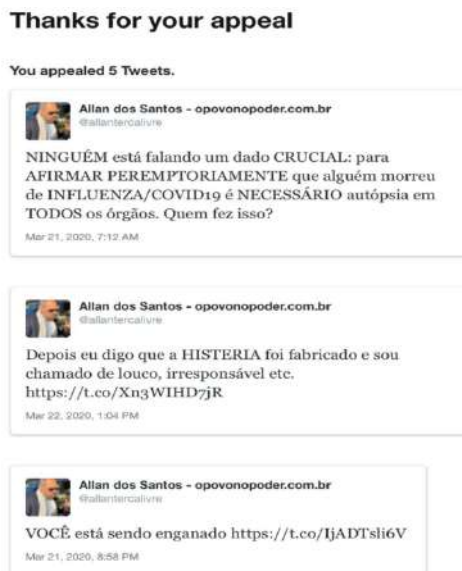 Thanks for your appeal
You appealed 5 Tweets.
Allan dos Santos - opovonopoder.com.br
@allantercalivre
NINGUÉM está falando um dado CRUCIAL: para
AFIRMAR PEREMPTORIAMENTE que alguém morreu
de INFLUENZA/COVID19 é NECESSÁRIO autópsia em
TODOS os órgãos. Quem fez isso?
Mar 21, 2020, 7:12 AM
Allan dos Santos - opovonopoder.com.br
@allantercalivre
Depois eu digo que a HISTERIA foi fabricado e sou
chamado de louco, irresponsável etc.
https://t.co/Xn3WIHD7jR
Mar 22, 2020, 1:04 PM
Allan dos Santos - opovonopoder.com.br
@allantercalivre
VOCÊ está sendo enganado https://t.co/IjADTsli6V
Mar 21, 2020, 8:58 PM